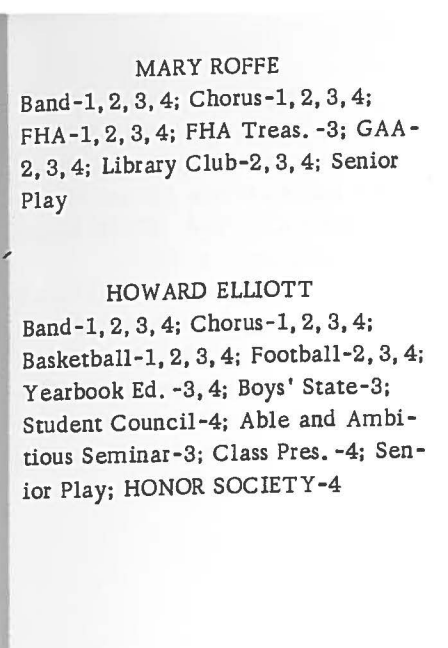 MARY ROFFE
Band-1, 2, 3, 4; Chorus-1, 2, 3, 4;
FHA-1, 2, 3, 4; FHA Treas. -3; GAA-
2, 3, 4; Library Club-2, 3, 4; Senior
Play
HOWARD ELLIOTT
Band-1, 2, 3, 4; Chorus-1, 2, 3, 4;
Basketball-1, 2, 3, 4; Football-2, 3, 4;
Yearbook Ed. -3, 4; Boys' State-3;
Student Council-4; Able and Ambi-
tious Seminar-3; Class Pres. -4; Sen-
ior Play; HONOR SOCIETY-4